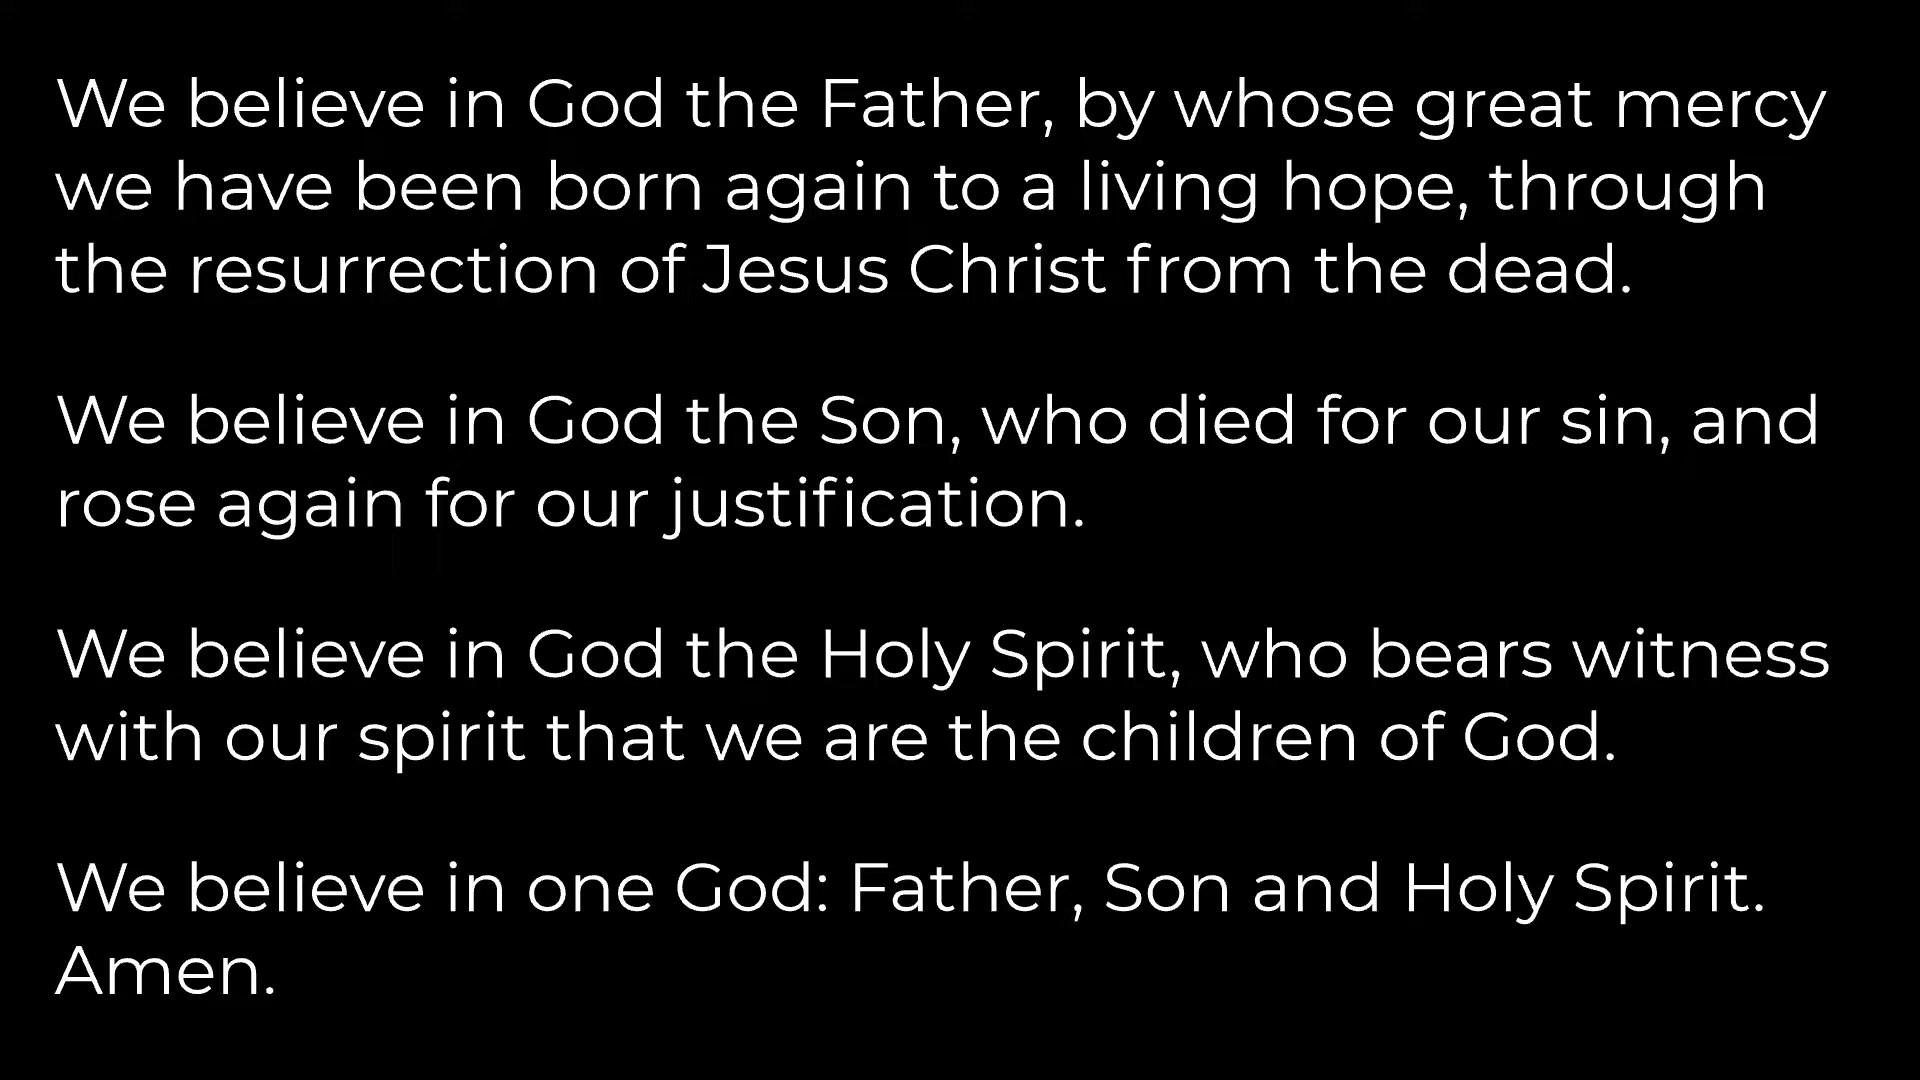 We believe in God the Father, by whose great mercy
we have been born again to a living hope, through
the resurrection of Jesus Christ from the dead.
We believe in God the Son, who died for our sin, and
rose again for our justification.
We believe in God the Holy Spirit, who bears witness
with our spirit that we are the children of God.
We believe in one God: Father, Son and Holy Spirit.
Amen.